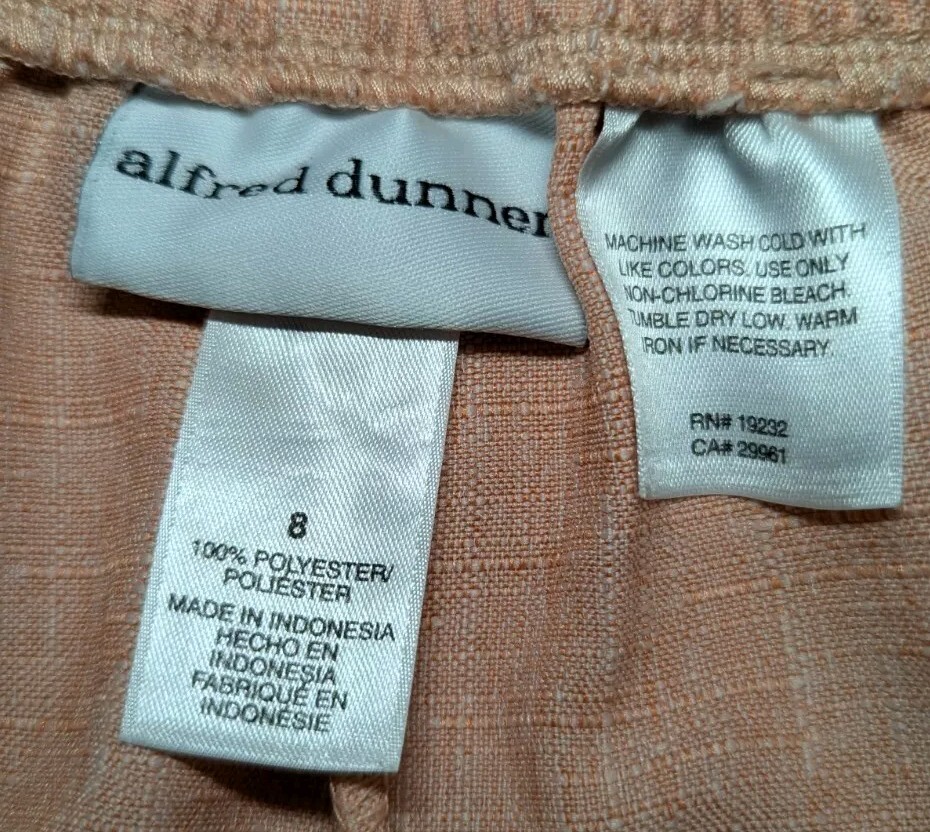 alfred dunner
8
100% POLYESTER/
POLIÉSTER
MADE IN INDONESIA
HECHO EN
INDONESIA
FABRIQUÉ EN
INDONÉSIE
MACHINE WASH COLD WITH
LIKE COLORS. USE ONLY
NON-CHLORINE BLEACH.
TUMBLE DRY LOW. WARM
IRON IF NECESSARY.
RN# 19232
CA# 29961